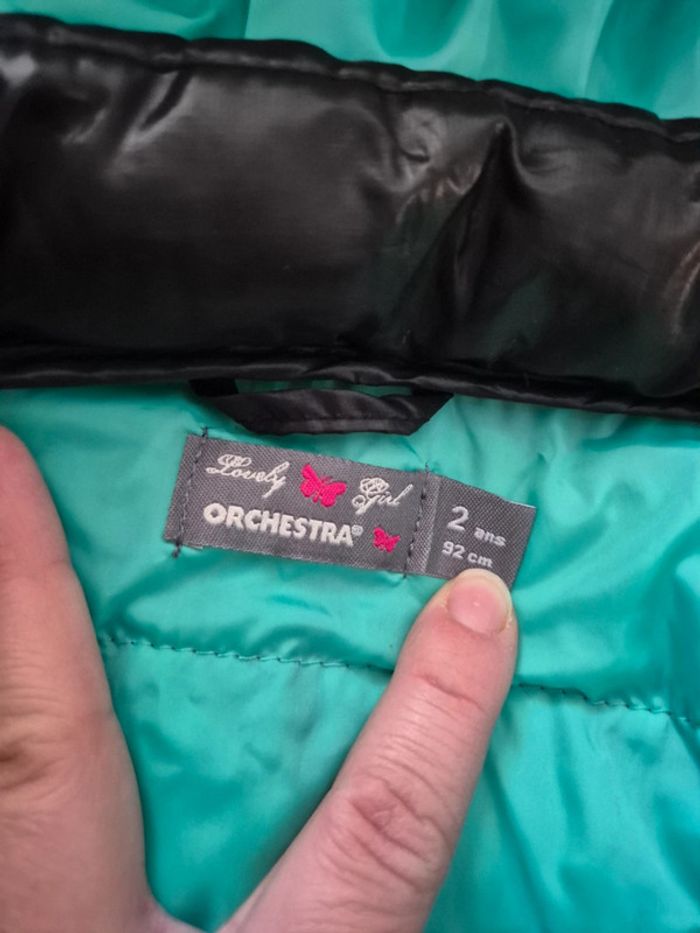 Lovely Girl
ORCHESTRA®
2 ans
92 cm